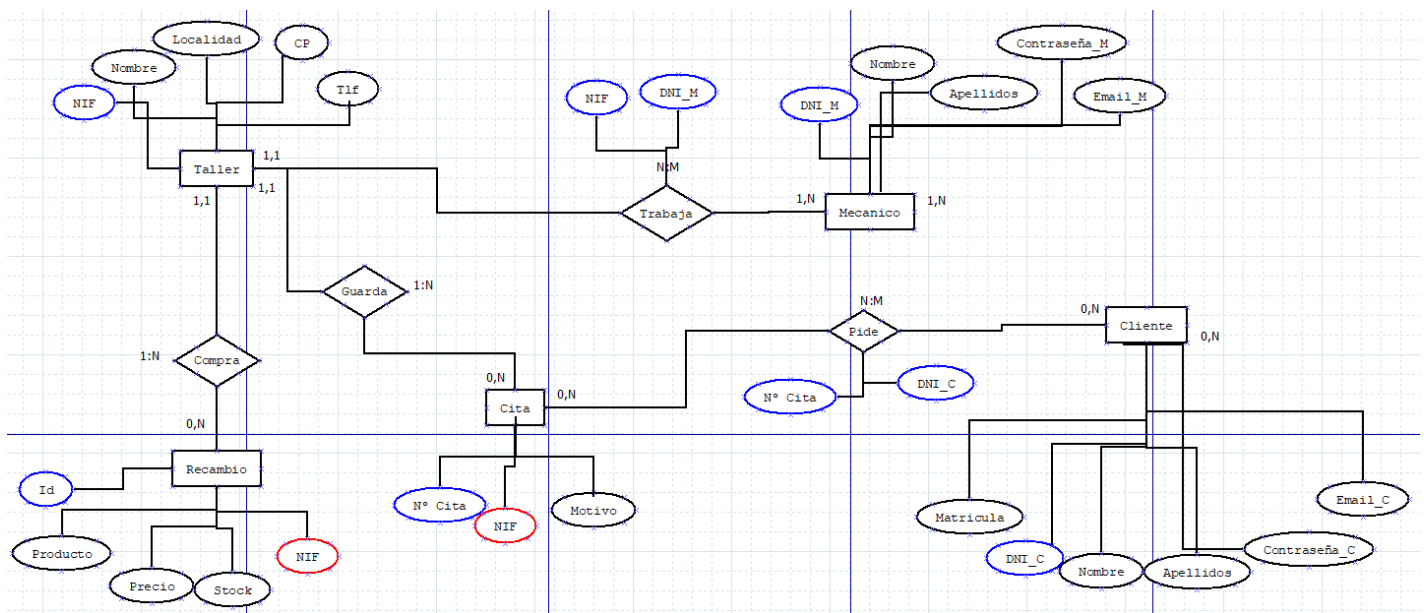 Localidad
CP
Nombre
Tlf
NIF
Taller
1,1
1,1
1,1
NIF
DNI_M
N:M
Trabaja
Contraseña_M
Nombre
Apellidos
Email_M
DNI_M
1,N
Mecanico
1,N
Guarda
1:N
1:N
Compra
0,N
Recambio
Id
Producto
Precio
Stock
NIF
0,N
Cita
0,N
Nº Cita
NIF
Motivo
N:M
Pide
Nº Cita
DNI_C
0,N
Cliente
0,N
Matricula
DNI_C
Nombre
Apellidos
Contraseña_C
Email_C